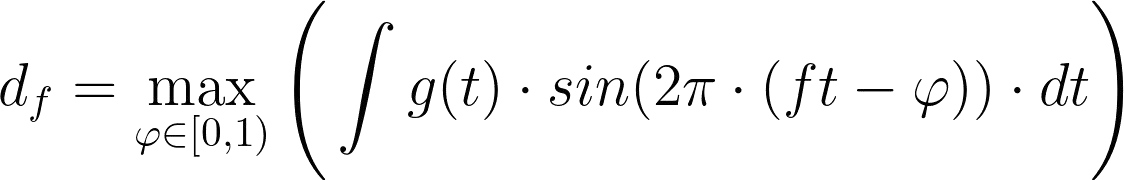 d_f = \max_{\varphi \in [0,1)} \left( \int g(t) \cdot sin(2\pi \cdot (ft - \varphi)) \cdot dt \right)